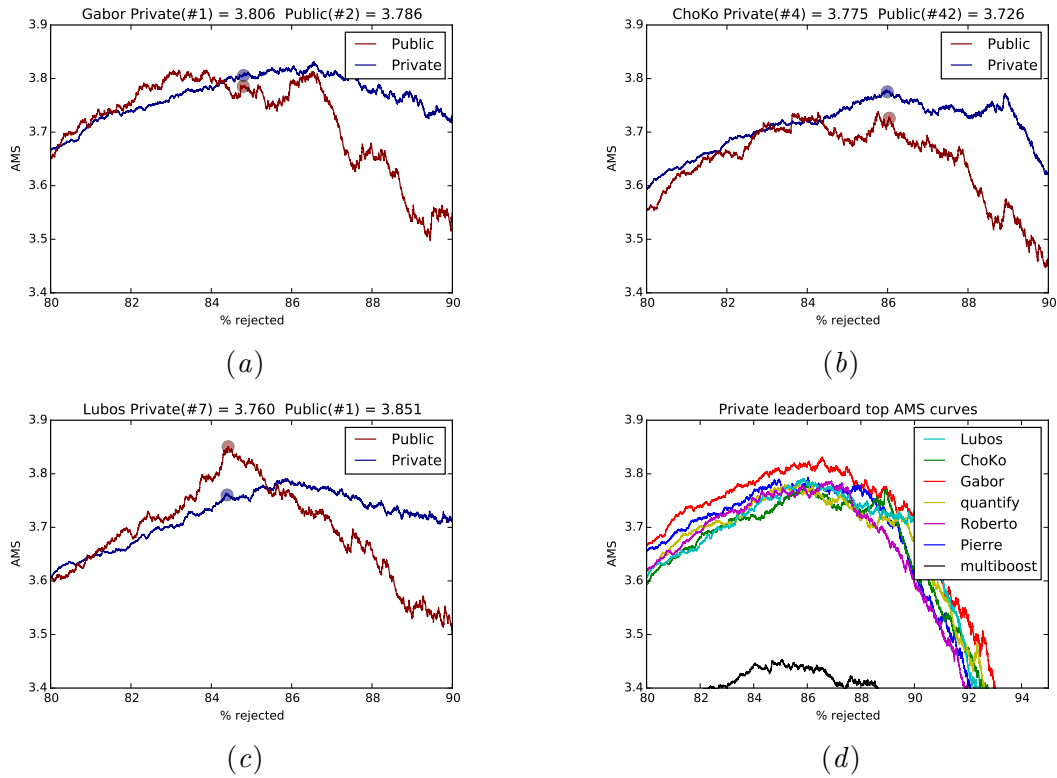 Gabor Private(#1) = 3.806 Public(#2) = 3.786
3.9
3.8
3.7
3.6
3.5
3.4
AMS
Public
Private
80 82 84 86 88 90
% rejected
(a)
ChoKo Private(#4) = 3.775 Public(#42) = 3.726
3.9
3.8
3.7
3.6
3.5
3.4
AMS
Public
Private
80 82 84 86 88 90
% rejected
(b)
Lubos Private(#7) = 3.760 Public(#1) = 3.851
3.9
3.8
3.7
3.6
3.5
3.4
AMS
Public
Private
80 82 84 86 88 90
% rejected
(c)
Private leaderboard top AMS curves
3.9
3.8
3.7
3.6
3.5
3.4
AMS
Lubos
ChoKo
Gabor
quantify
Roberto
Pierre
multiboost
80 82 84 86 88 90 92 94
% rejected
(d)